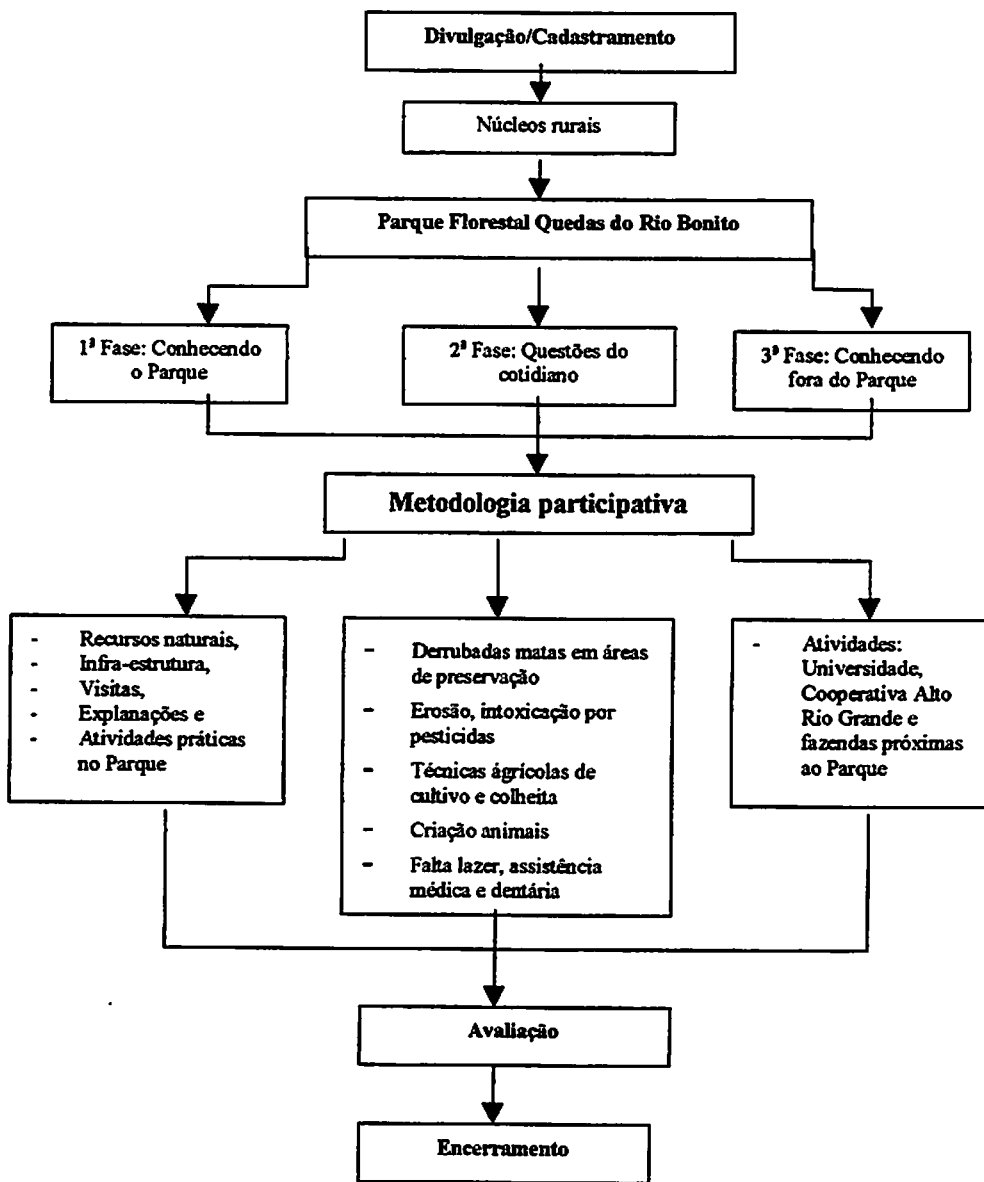 Divulgação/Cadastramento
Núcleos rurais
Parque Florestal Quedas do Rio Bonito
1ª Fase: Conhecendo
o Parque
2ª Fase: Questões do
cotidiano
3ª Fase: Conhecendo
fora do Parque
Metodologia participativa
- Recursos naturais,
- Infra-estrutura,
- Visitas,
- Explanações e
- Atividades práticas
no Parque
- Derrubadas matas em áreas
de preservação
- Erosão, intoxicação por
pesticidas
- Técnicas ágrícolas de
cultivo e colheita
- Criação animais
- Falta lazer, assistência
médica e dentária
- Atividades:
Universidade,
Cooperativa Alto
Rio Grande e
fazendas próximas
ao Parque
Avaliação
Encerramento